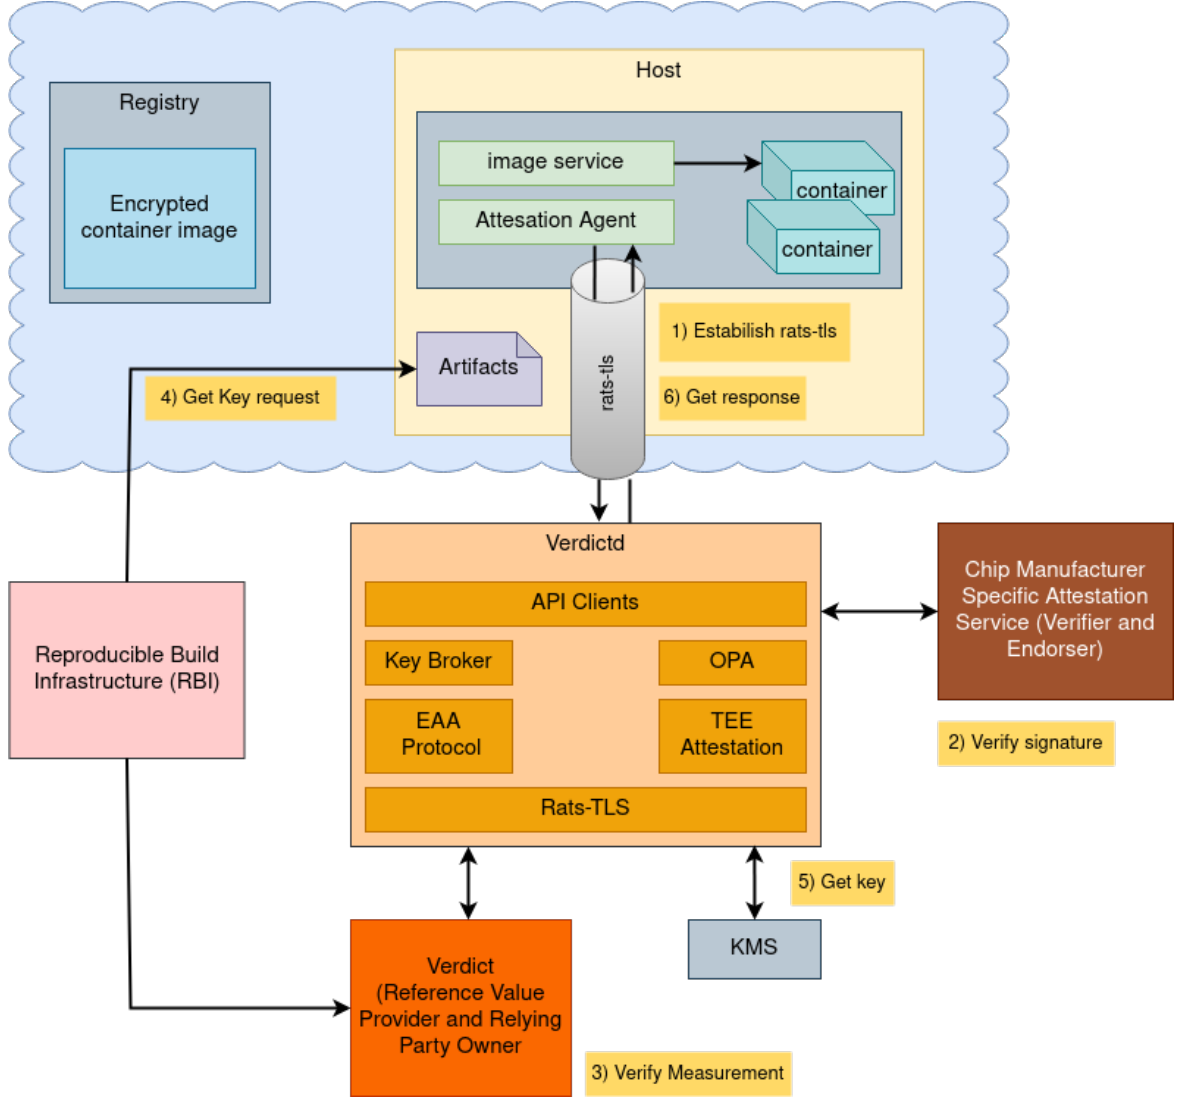 Host
Registry
Encrypted
container image
image service
Attesation Agent
container
container
1) Estabilish rats-tls
rats-tls
Artifacts
4) Get Key request
6) Get response
Verdictd
API Clients
Key Broker
OPA
EAA
Protocol
TEE
Attestation
Rats-TLS
Chip Manufacturer
Specific Attestation
Service (Verifier and
Endorser)
2) Verify signature
Reproducible Build
Infrastructure (RBI)
5) Get key
KMS
Verdict
(Reference Value
Provider and Relying
Party Owner
3) Verify Measurement